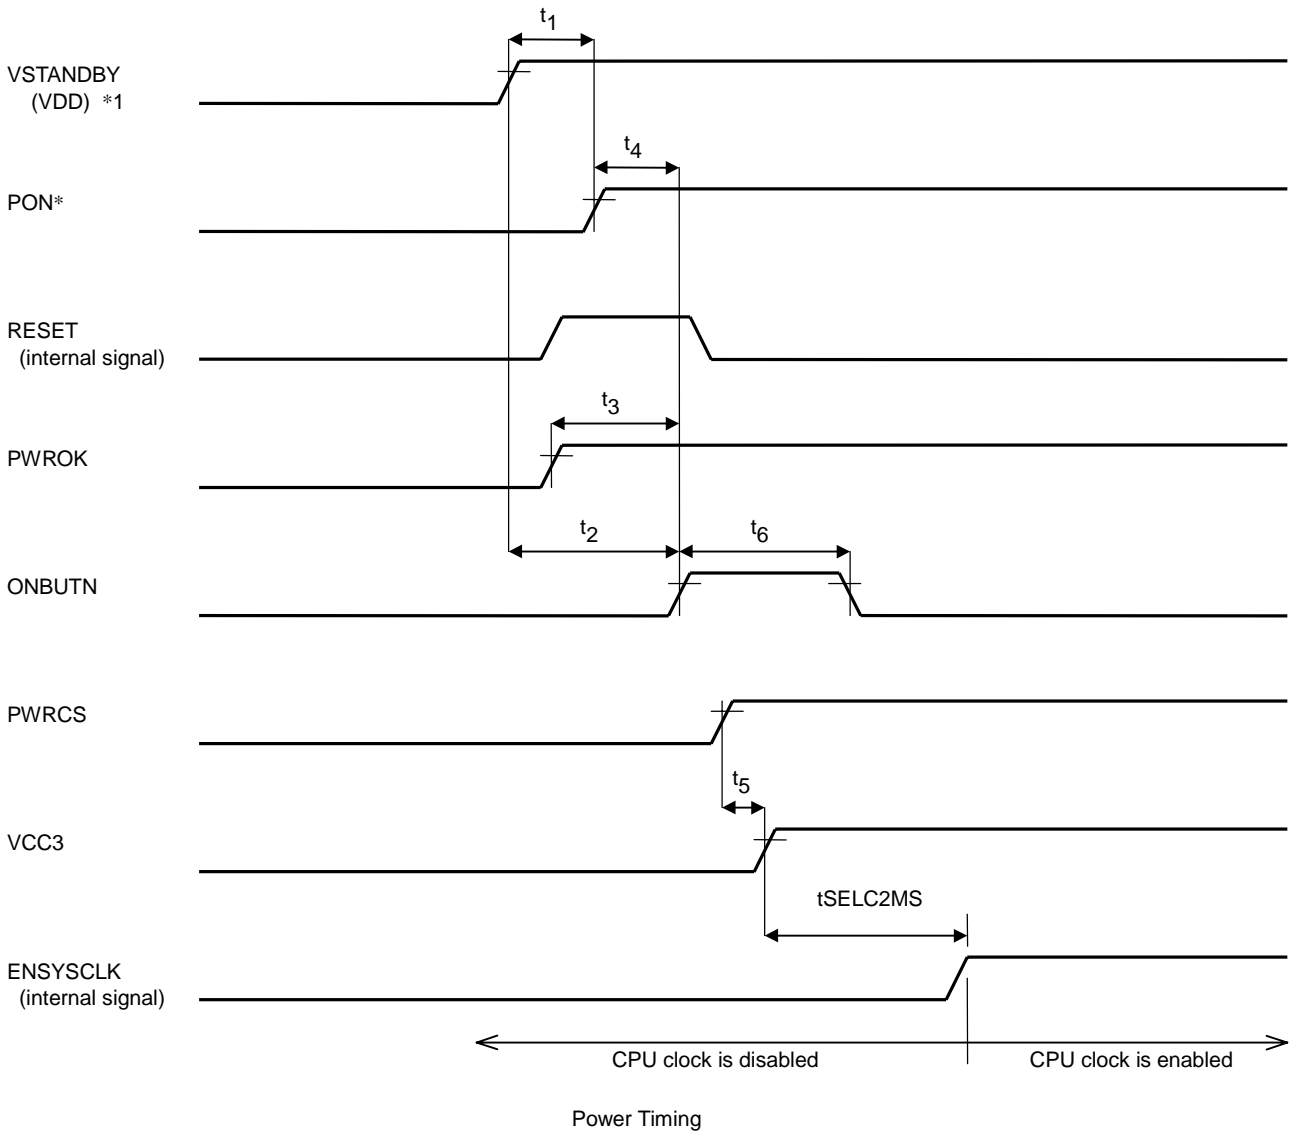 t1
VSTANDBY
(VDD) *1
t4
PON*
RESET
(internal signal)
t3
PWROK
t2
t6
ONBUTN
PWRCS
t5
VCC3
tSELC2MS
ENSYSCLK
(internal signal)
CPU clock is disabled
CPU clock is enabled
Power Timing